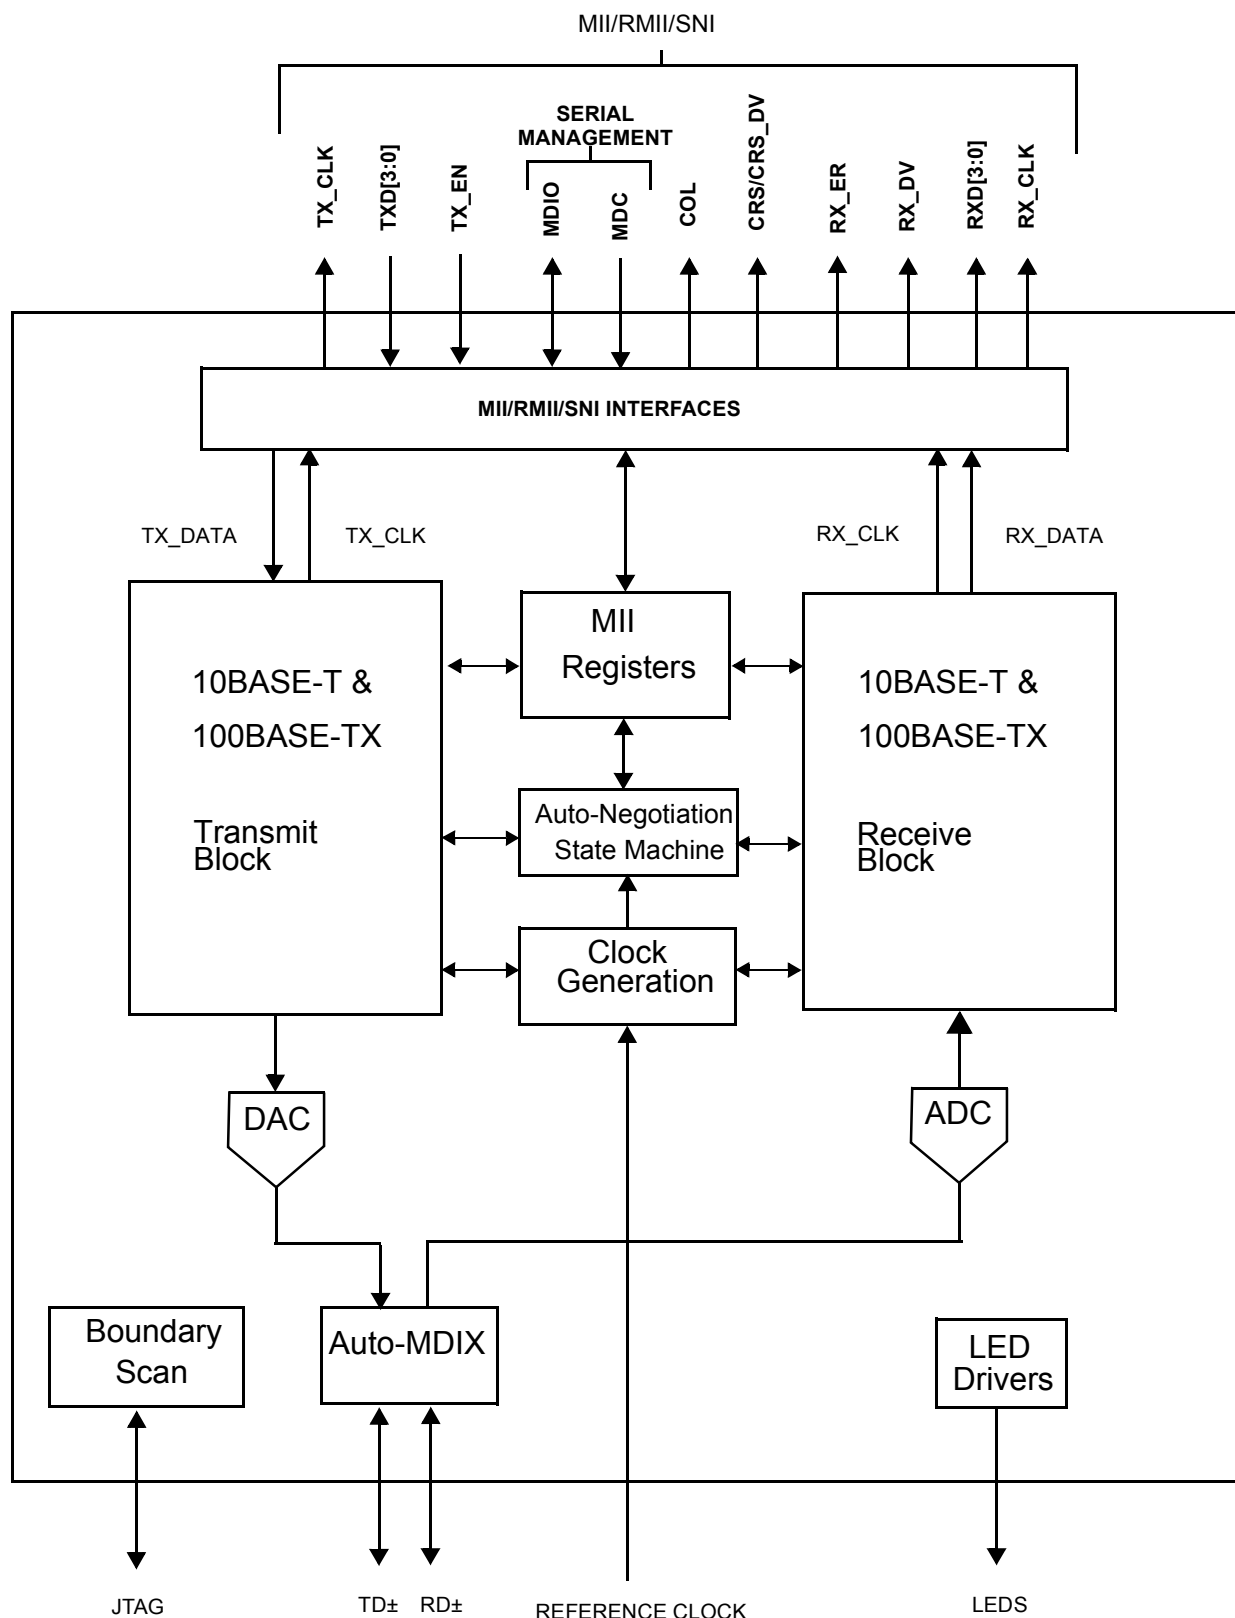 MII/RMII/SNI
SERIAL
MANAGEMENT
TX_CLK
TXD[3:0]
TX_EN
MDIO
MDC
COL
CRS/CRS_DV
RX_ER
RX_DV
RXD[3:0]
RX_CLK
MII/RMII/SNI INTERFACES
TX_DATA
TX_CLK
RX_CLK
RX_DATA
10BASE-T &
100BASE-TX
Transmit
Block
MII
Registers
Auto-Negotiation
State Machine
Clock
Generation
10BASE-T &
100BASE-TX
Receive
Block
DAC
ADC
Boundary
Scan
Auto-MDIX
LED
Drivers
JTAG
TD±
RD±
REFERENCE CLOCK
LEDS